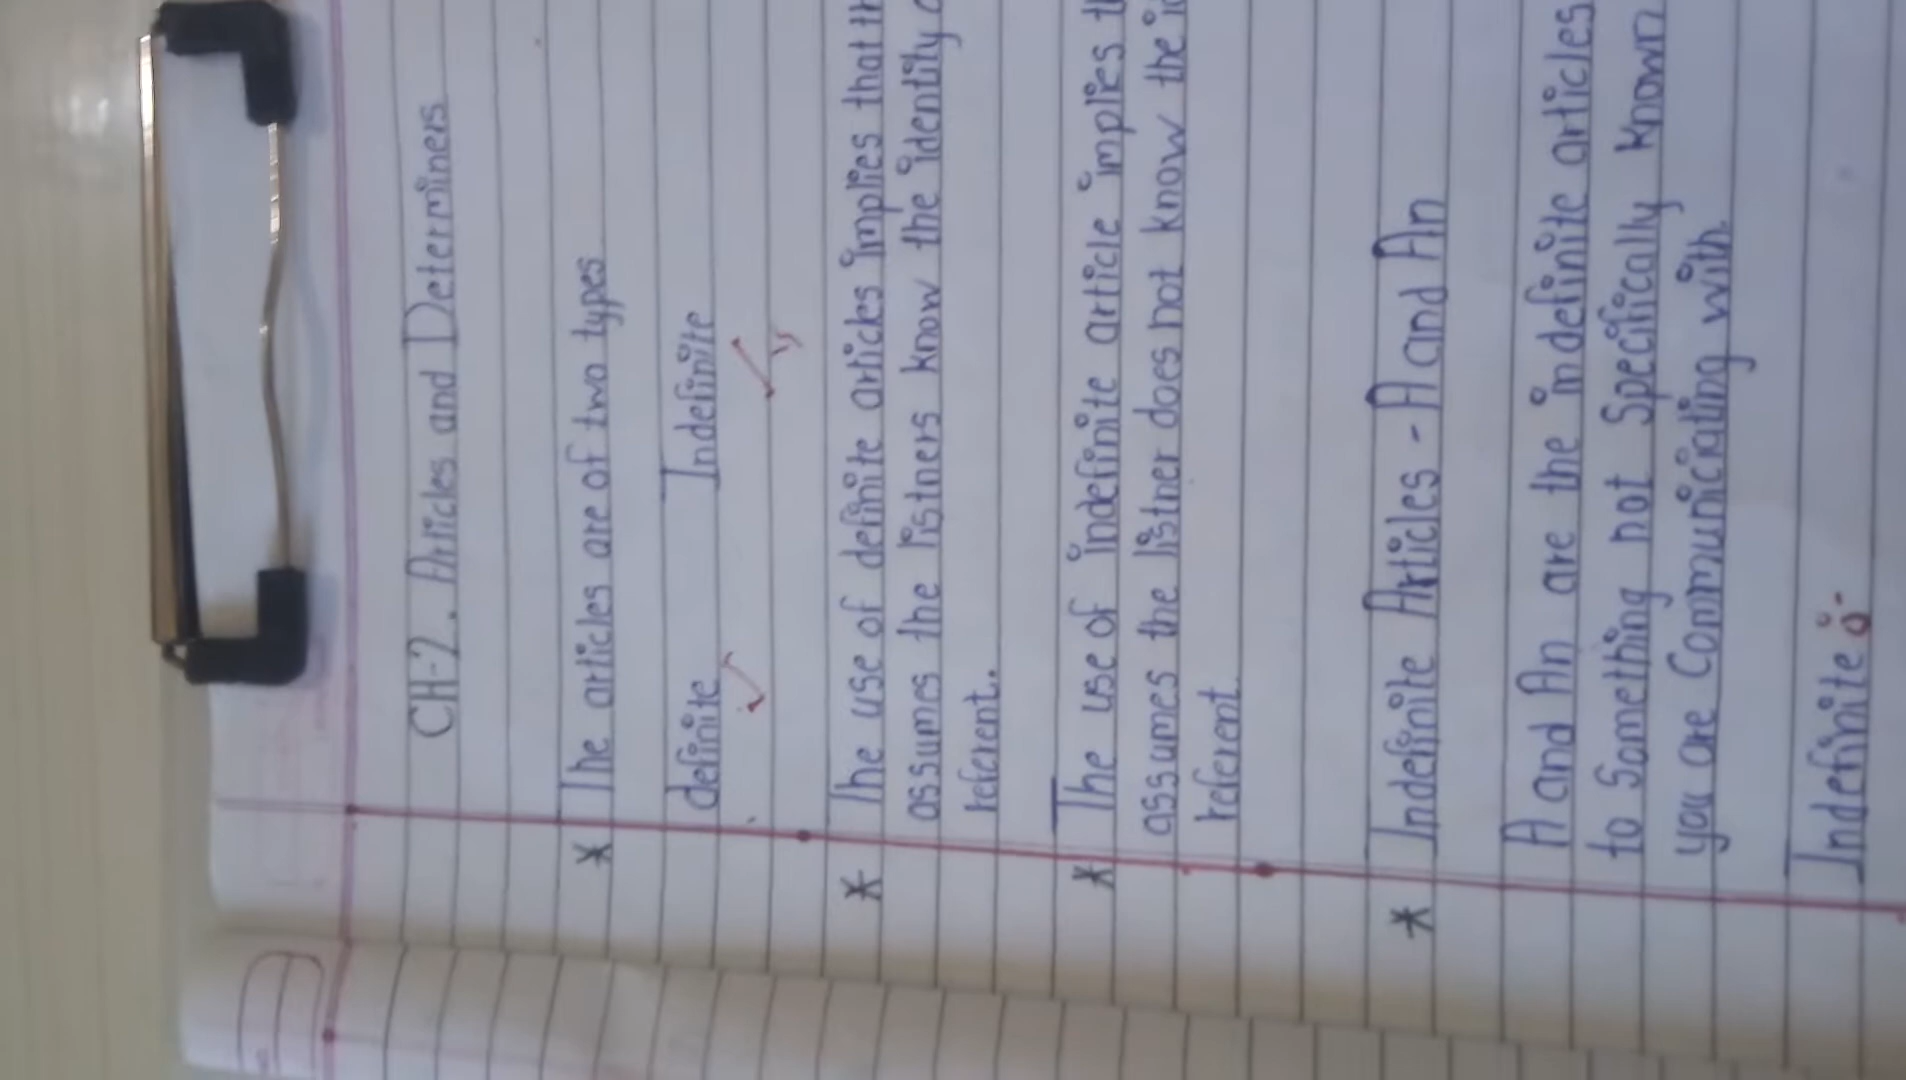 CH-2. Articles and Determiners
* The articles are of two types
definite Indefinite
* The use of definite articles implies that
assumes the listners know the identity
referent.
* The use of indefinite article implies
assumes the listner does not know the
referent
* Indefinite Articles - A and An
A and An are the indefinite articles
to Something not Specifically known
you are Communiciating with
Indefinite :-